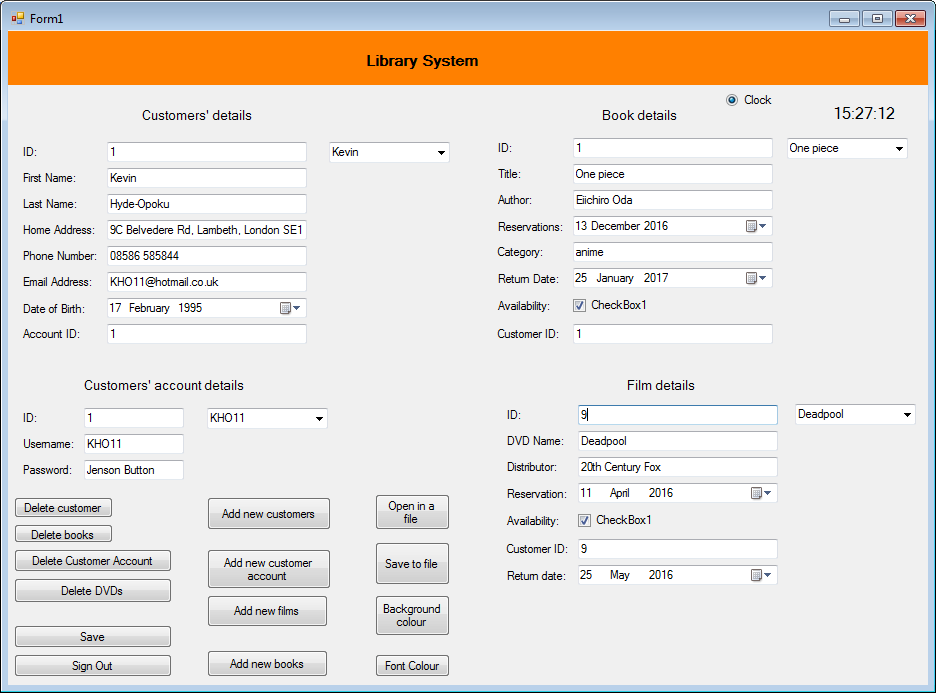 Form1
Library System
Clock
15:27:12
Customers' details
ID: 1 Kevin
First Name: Kevin
Last Name: Hyde-Opoku
Home Address: 9C Belvedere Rd, Lambeth, London SE1
Phone Number: 08586 585844
Email Address: KHO11@hotmail.co.uk
Date of Birth: 17 February 1995
Account ID: 1
Book details
ID: 1 One piece
Title: One piece
Author: Eiichiro Oda
Reservations: 13 December 2016
Category: anime
Return Date: 25 January 2017
Availability: CheckBox1
Customer ID: 1
Customers' account details
ID: 1 KHO11
Username: KHO11
Password: Jenson Button
Film details
ID: 9 Deadpool
DVD Name: Deadpool
Distributor: 20th Century Fox
Reservation: 11 April 2016
Availability: CheckBox1
Customer ID: 9
Return date: 25 May 2016
Delete customer
Delete books
Delete Customer Account
Delete DVDs
Save
Sign Out
Add new customers
Add new customer
account
Add new films
Add new books
Open in a
file
Save to file
Background
colour
Font Colour